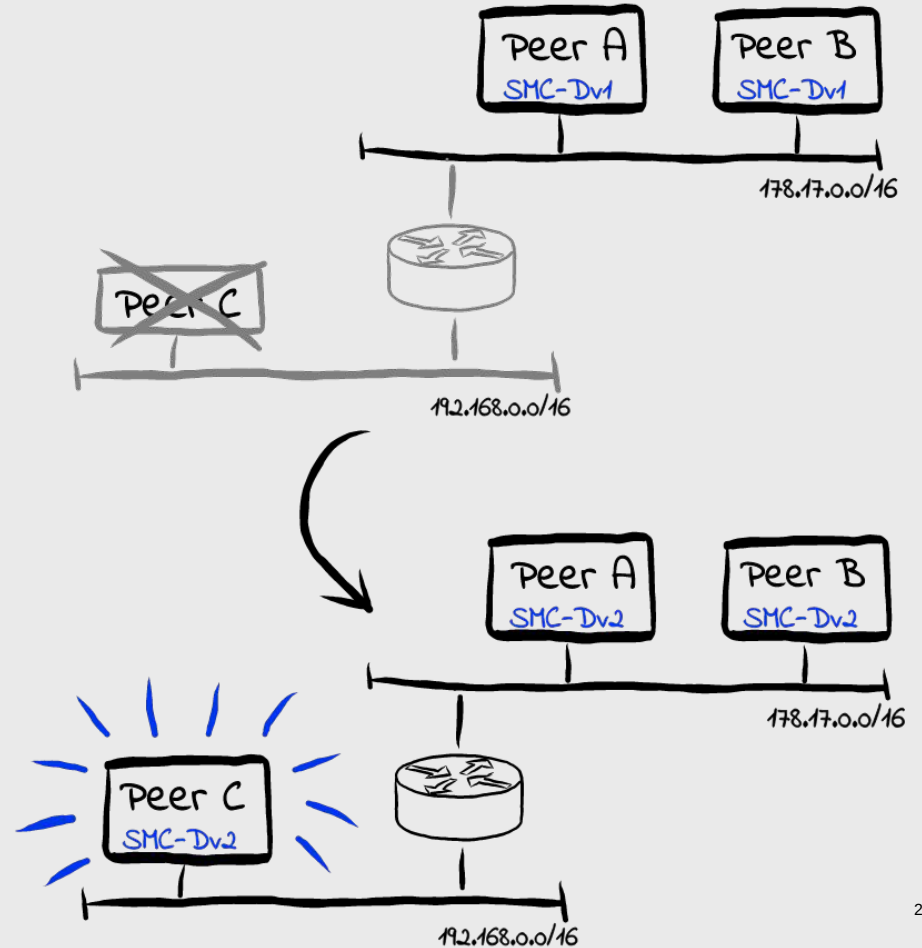 Peer A
SMC-Dv1
Peer B
SMC-Dv1
178.17.0.0/16
Peer C
192.168.0.0/16
Peer A
SMC-Dv2
Peer B
SMC-Dv2
178.17.0.0/16
Peer C
SMC-Dv2
2
192.168.0.0/16